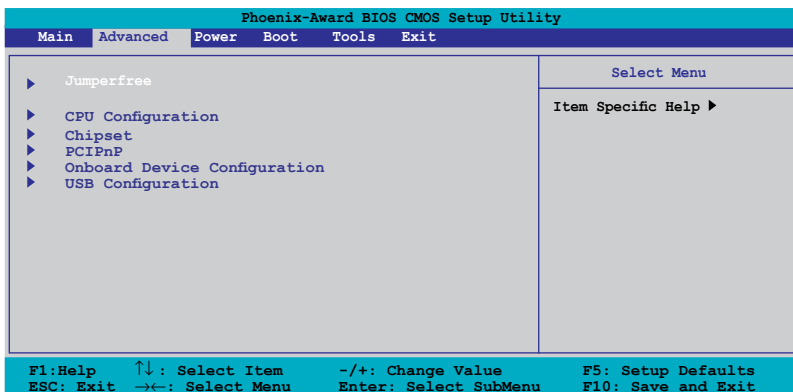 Phoenix-Award BIOS CMOS Setup Utility
Main Advanced Power Boot Tools Exit
Select Menu
Jumperfree
Item Specific Help
CPU Configuration
Chipset
PCIPnP
Onboard Device Configuration
USB Configuration
F1:Help ↑↓ : Select Item -/+: Change Value F5: Setup Defaults
ESC: Exit →←: Select Menu Enter: Select SubMenu F10: Save and Exit